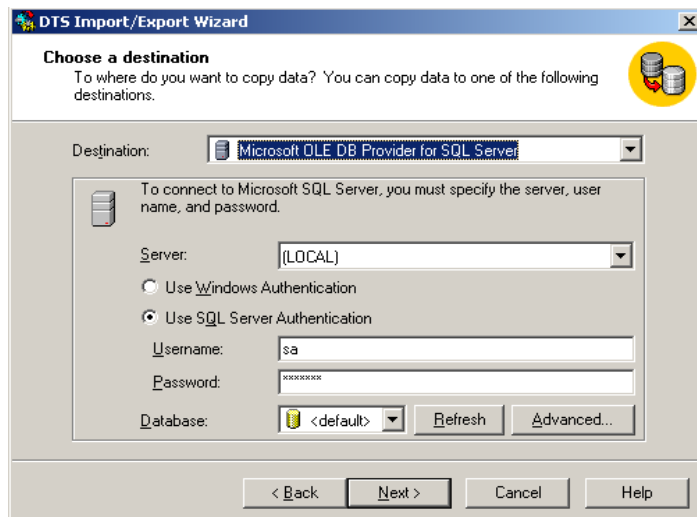 DTS Import/Export Wizard
Choose a destination
To where do you want to copy data? You can copy data to one of the following
destinations.
Destination: Microsoft OLE DB Provider for SQL Server
To connect to Microsoft SQL Server, you must specify the server, user
name, and password.
Server: (LOCAL)
Use Windows Authentication
Use SQL Server Authentication
Username: sa
Password: *******
Database: <default> Refresh Advanced...
< Back Next > Cancel Help